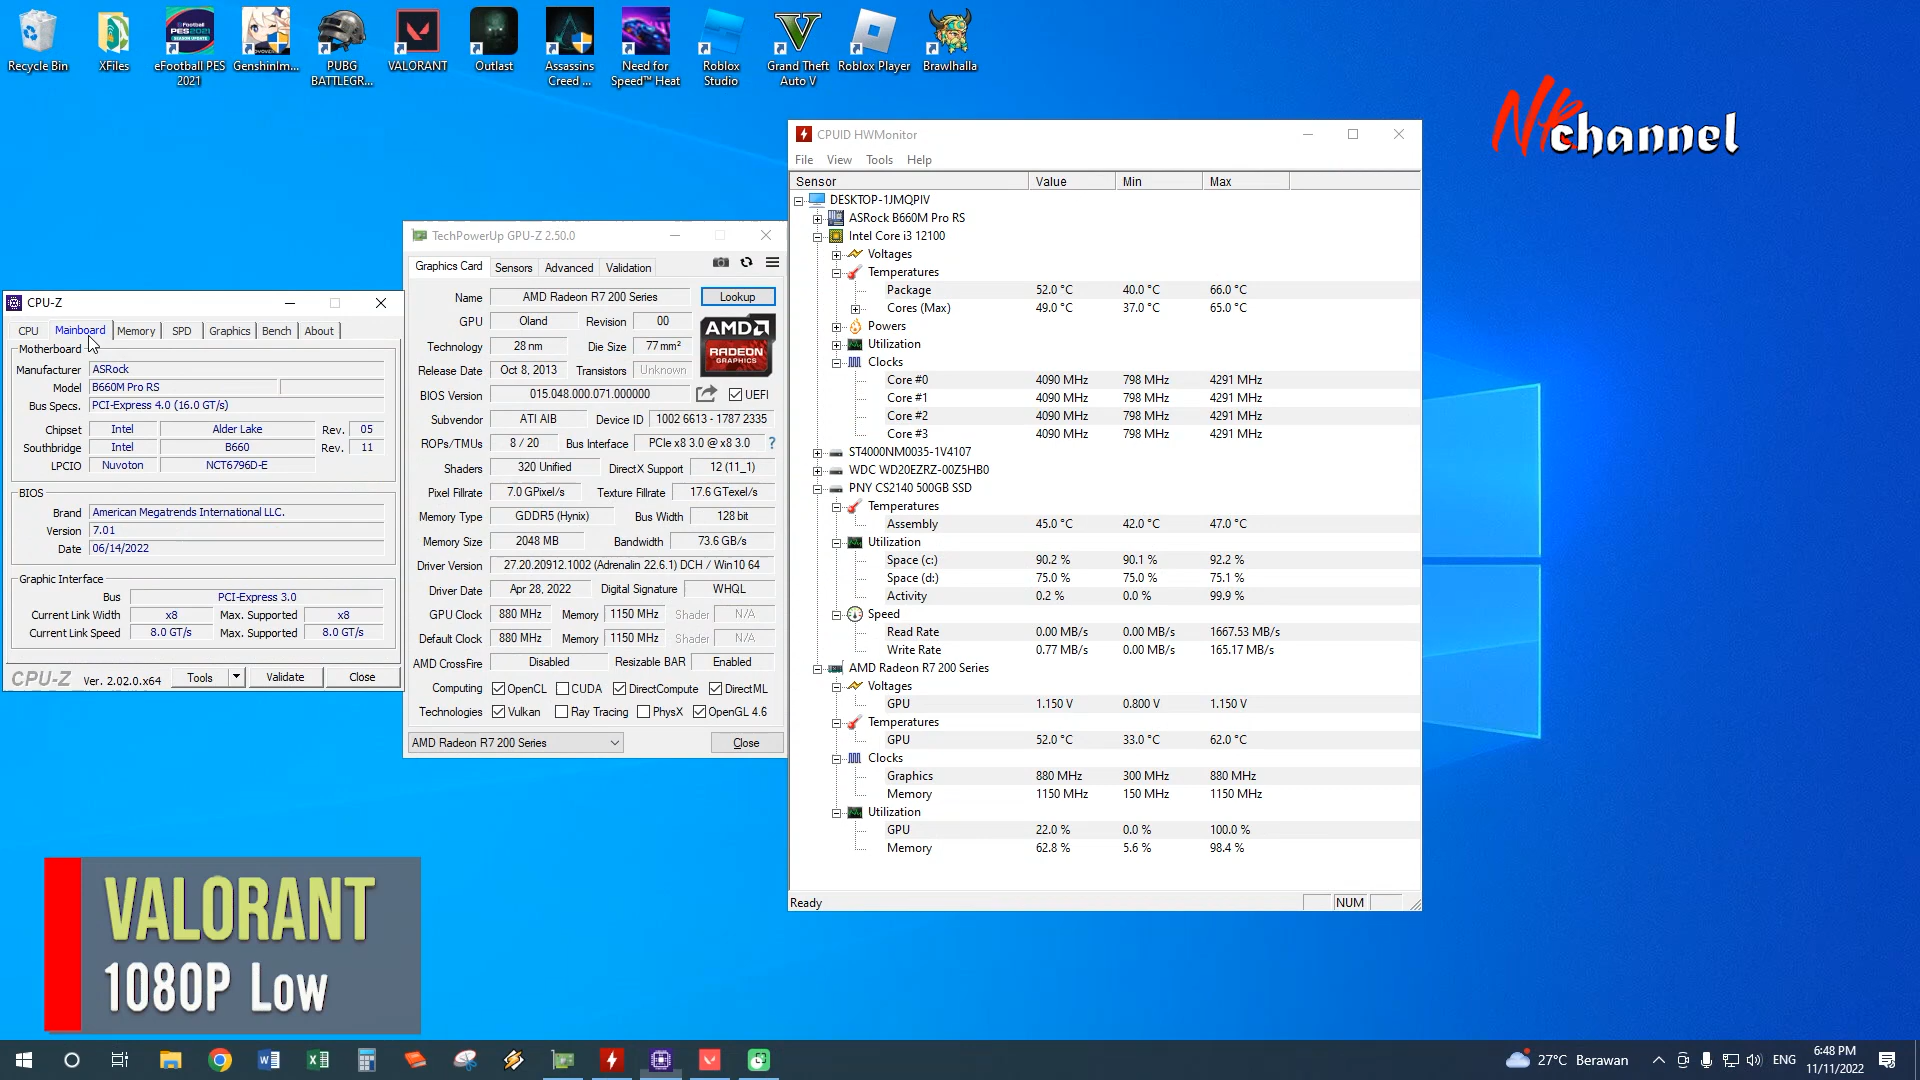 Recycle Bin
XFiles
eFootball PES
2021
GenshinIm...
PUBG
BATTLEGR...
VALORANT
Outlast
Assassins
Creed ...
Need for
Speed™ Heat
Roblox
Studio
Grand Theft
Auto V
Roblox Player
Brawlhalla
channel
CPU-Z
CPU Mainboard Memory SPD Graphics Bench About
Motherboard
Manufacturer ASRock
Model B660M Pro RS
Bus Specs. PCI-Express 4.0 (16.0 GT/s)
Chipset Intel Alder Lake Rev. 05
Southbridge Intel B660 Rev. 11
LPCIO Nuvoton NCT6796D-E
BIOS
Brand American Megatrends International LLC.
Version 7.01
Date 06/14/2022
Graphic Interface
Bus PCI-Express 3.0
Current Link Width x8 Max. Supported x8
Current Link Speed 8.0 GT/s Max. Supported 8.0 GT/s
CPU-Z Ver. 2.02.0.x64 Tools Validate Close
TechPowerUp GPU-Z 2.50.0
Graphics Card Sensors Advanced Validation
Name AMD Radeon R7 200 Series Lookup
GPU Oland Revision 00
AMD
RADEON
GRAPHICS
Technology 28 nm Die Size 77 mm²
Release Date Oct 8, 2013 Transistors Unknown
BIOS Version 015.048.000.071.000000 UEFI
Subvendor ATI AIB Device ID 1002 6613 - 1787 2335
ROPs/TMUs 8 / 20 Bus Interface PCIe x8 3.0 @ x8 3.0 ?
Shaders 320 Unified DirectX Support 12 (11_1)
Pixel Fillrate 7.0 GPixel/s Texture Fillrate 17.6 GTexel/s
Memory Type GDDR5 (Hynix) Bus Width 128 bit
Memory Size 2048 MB Bandwidth 73.6 GB/s
Driver Version 27.20.20912.1002 (Adrenalin 22.6.1) DCH / Win10 64
Driver Date Apr 28, 2022 Digital Signature WHQL
GPU Clock 880 MHz Memory 1150 MHz Shader N/A
Default Clock 880 MHz Memory 1150 MHz Shader N/A
AMD CrossFire Disabled Resizable BAR Enabled
Computing OpenCL CUDA DirectCompute DirectML
Technologies Vulkan Ray Tracing PhysX OpenGL 4.6
AMD Radeon R7 200 Series Close
CPUID HWMonitor
File View Tools Help
Sensor Value Min Max
DESKTOP-1JMQPIV
ASRock B660M Pro RS
Intel Core i3 12100
Voltages
Temperatures
Package 52.0 °C 40.0 °C 66.0 °C
Cores (Max) 49.0 °C 37.0 °C 65.0 °C
Powers
Utilization
Clocks
Core #0 4090 MHz 798 MHz 4291 MHz
Core #1 4090 MHz 798 MHz 4291 MHz
Core #2 4090 MHz 798 MHz 4291 MHz
Core #3 4090 MHz 798 MHz 4291 MHz
ST4000NM0035-1V4107
WDC WD20EZRZ-00Z5HB0
PNY CS2140 500GB SSD
Temperatures
Assembly 45.0 °C 42.0 °C 47.0 °C
Utilization
Space (c:) 90.2 % 90.1 % 92.2 %
Space (d:) 75.0 % 75.0 % 75.1 %
Activity 0.2 % 0.0 % 99.9 %
Speed
Read Rate 0.00 MB/s 0.00 MB/s 1667.53 MB/s
Write Rate 0.77 MB/s 0.00 MB/s 165.17 MB/s
AMD Radeon R7 200 Series
Voltages
GPU 1.150 V 0.800 V 1.150 V
Temperatures
GPU 52.0 °C 33.0 °C 62.0 °C
Clocks
Graphics 880 MHz 300 MHz 880 MHz
Memory 1150 MHz 150 MHz 1150 MHz
Utilization
GPU 22.0 % 0.0 % 100.0 %
Memory 62.8 % 5.6 % 98.4 %
Ready NUM
VALORANT
1080P Low
27°C Berawan ENG 6:48 PM
11/11/2022